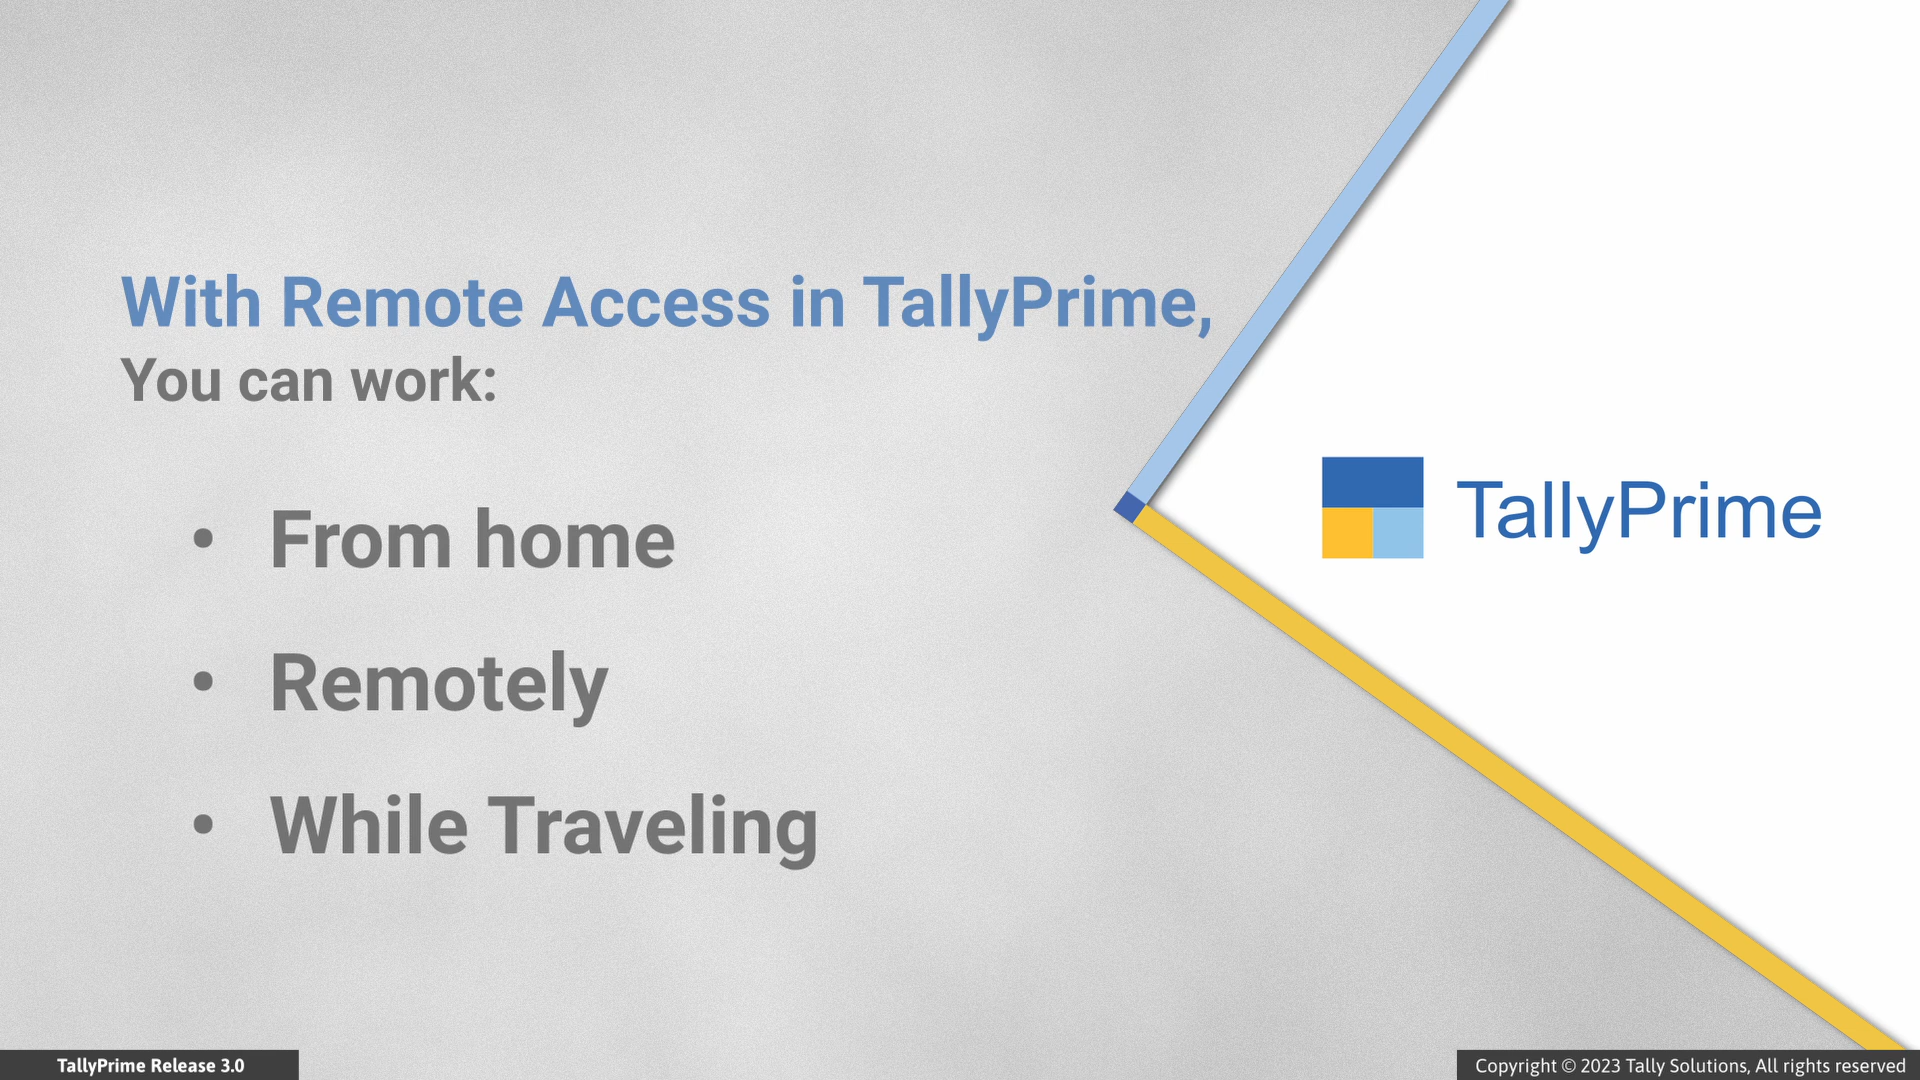 With Remote Access in TallyPrime,
You can work:
• From home
• Remotely
• While Traveling
TallyPrime
TallyPrime Release 3.0
Copyright © 2023 Tally Solutions, All rights reserved